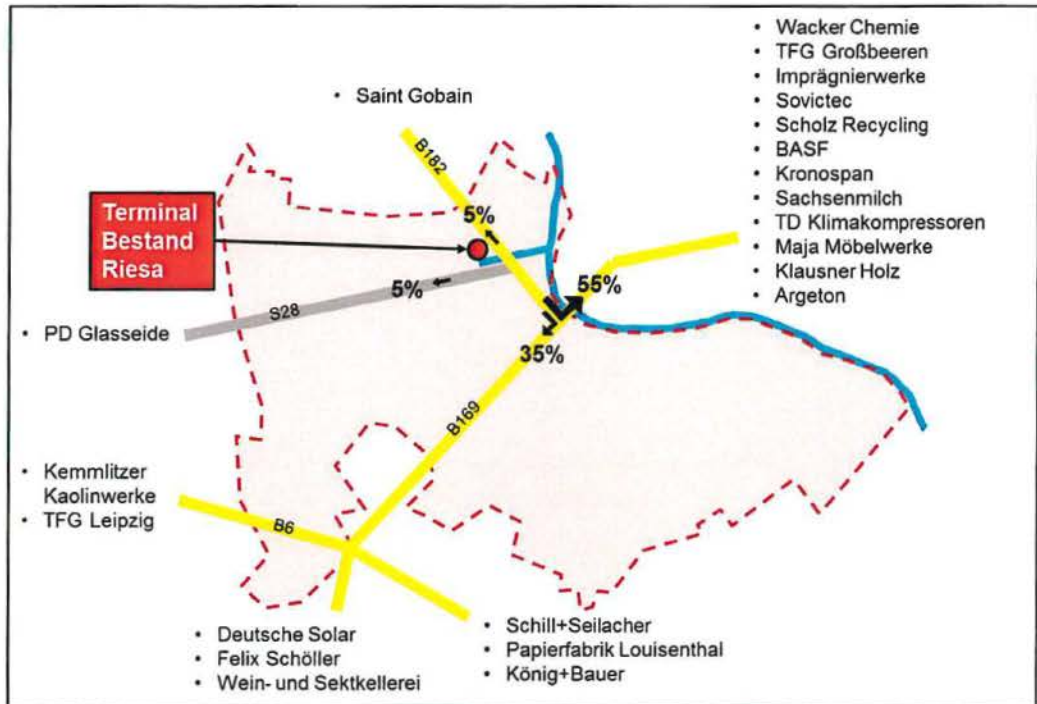 • Wacker Chemie
• TFG Großbeeren
• Imprägnierwerke
• Sovictec
• Scholz Recycling
• BASF
• Kronospan
• Sachsenmilch
• TD Klimakompressoren
• Maja Möbelwerke
• Klausner Holz
• Argeton
• Saint Gobain
B182
Terminal
Bestand
Riesa
5%
5%
55%
S28
• PD Glasseide
35%
B169
• Kemmlitzer
Kaolinwerke
• TFG Leipzig
B6
• Deutsche Solar
• Felix Schöller
• Wein- und Sektkellerei
• Schill+Seilacher
• Papierfabrik Louisenthal
• König+Bauer